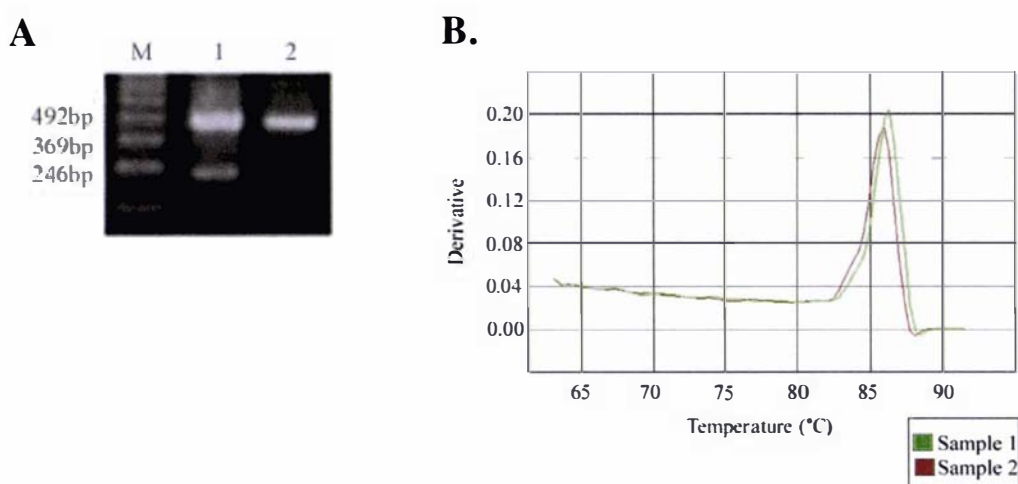 A
M 1 2
492bp
369bp
246bp
B.
0.20
0.16
0.12
0.08
0.04
0.00
Derivative
65 70 75 80 85 90
Temperature (°C)
Sample 1
Sample 2